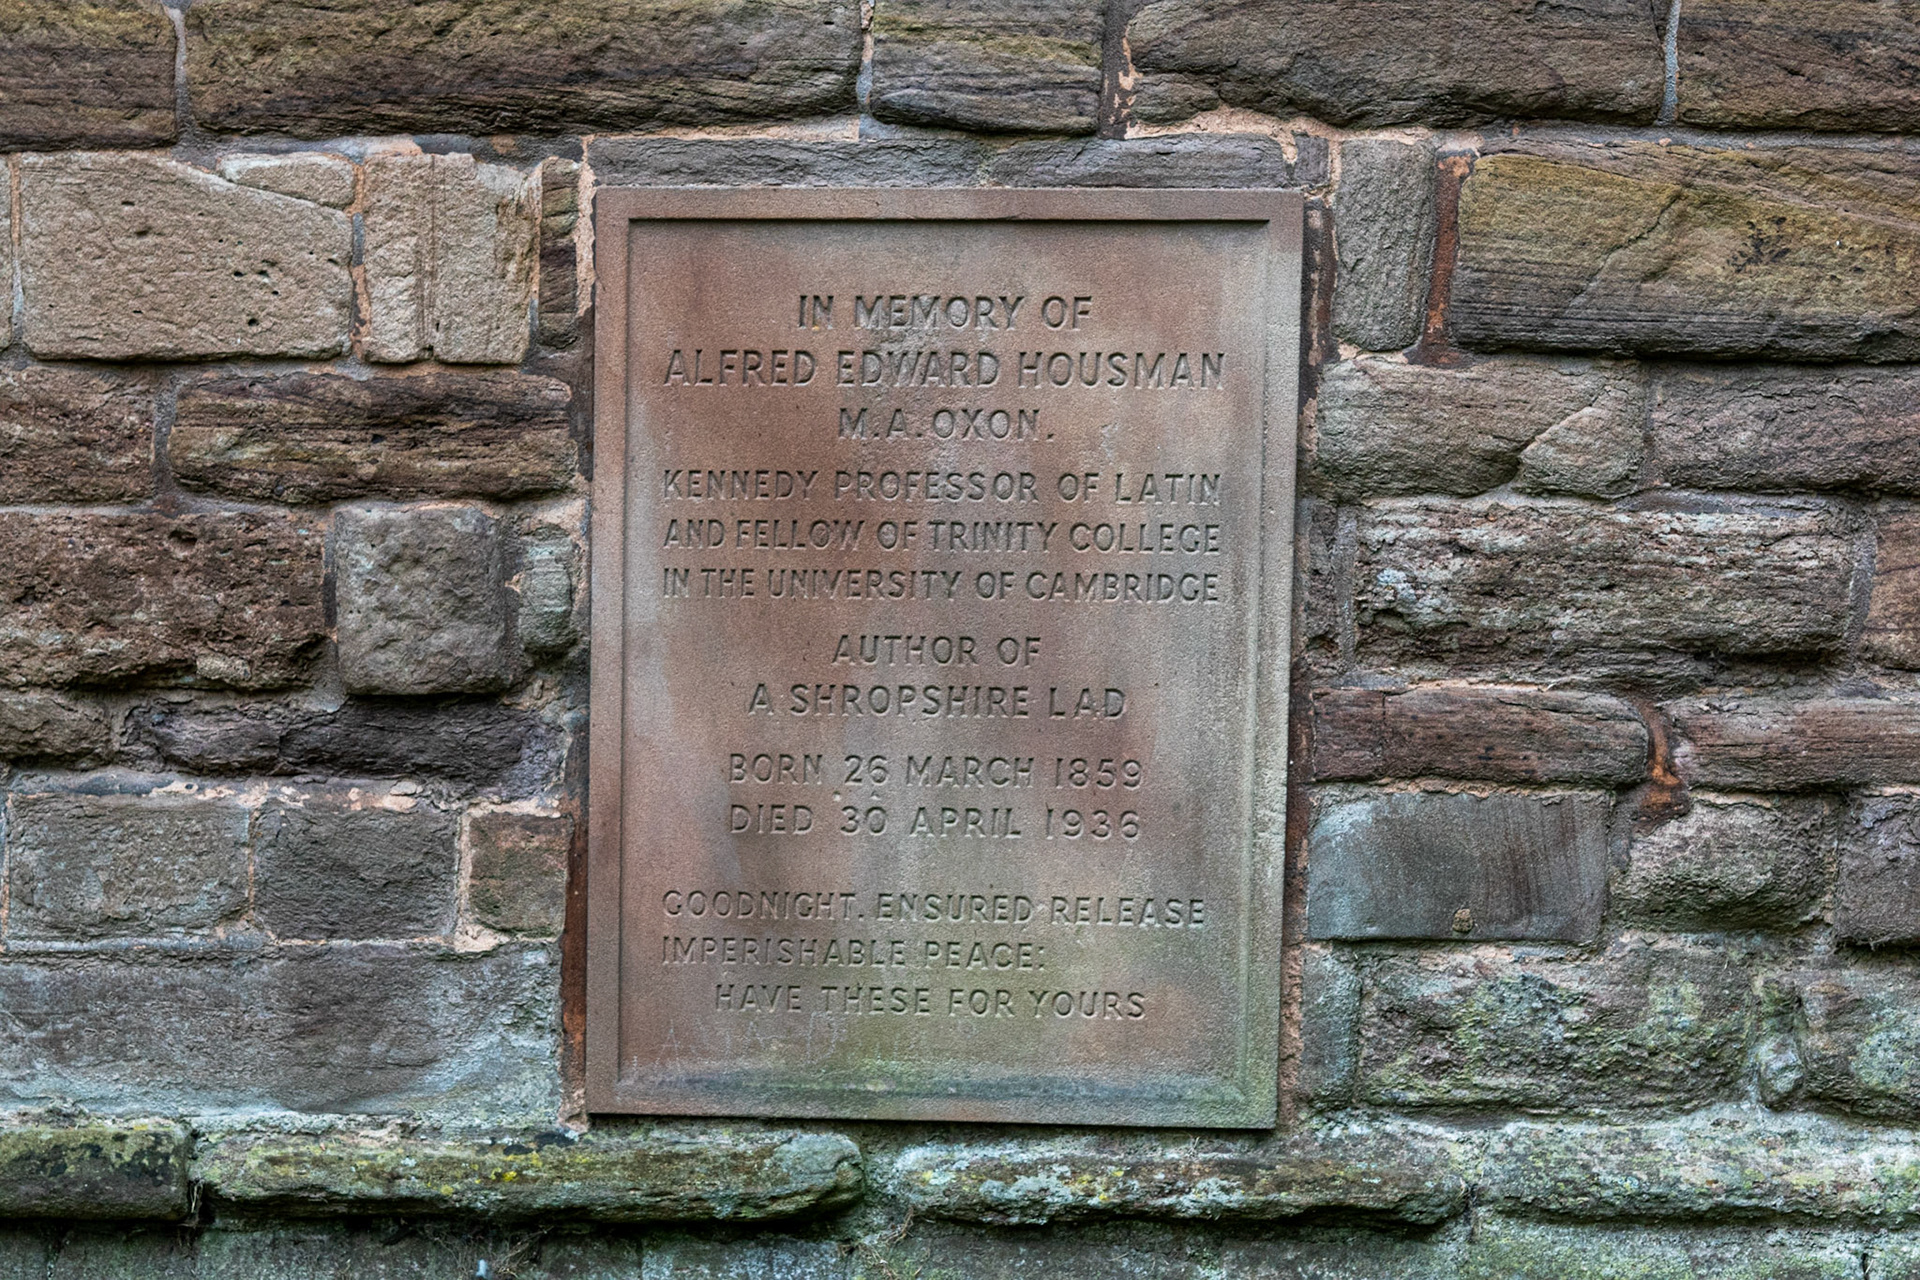 IN MEMORY OF
ALFRED EDWARD HOUSMAN
M.A.OXON.
KENNEDY PROFESSOR OF LATIN
AND FELLOW OF TRINITY COLLEGE
IN THE UNIVERSITY OF CAMBRIDGE
AUTHOR OF
A SHROPSHIRE LAD
BORN 26 MARCH 1859
DIED 30 APRIL 1936
GOODNIGHT. ENSURED RELEASE
IMPERISHABLE PEACE:
HAVE THESE FOR YOURS